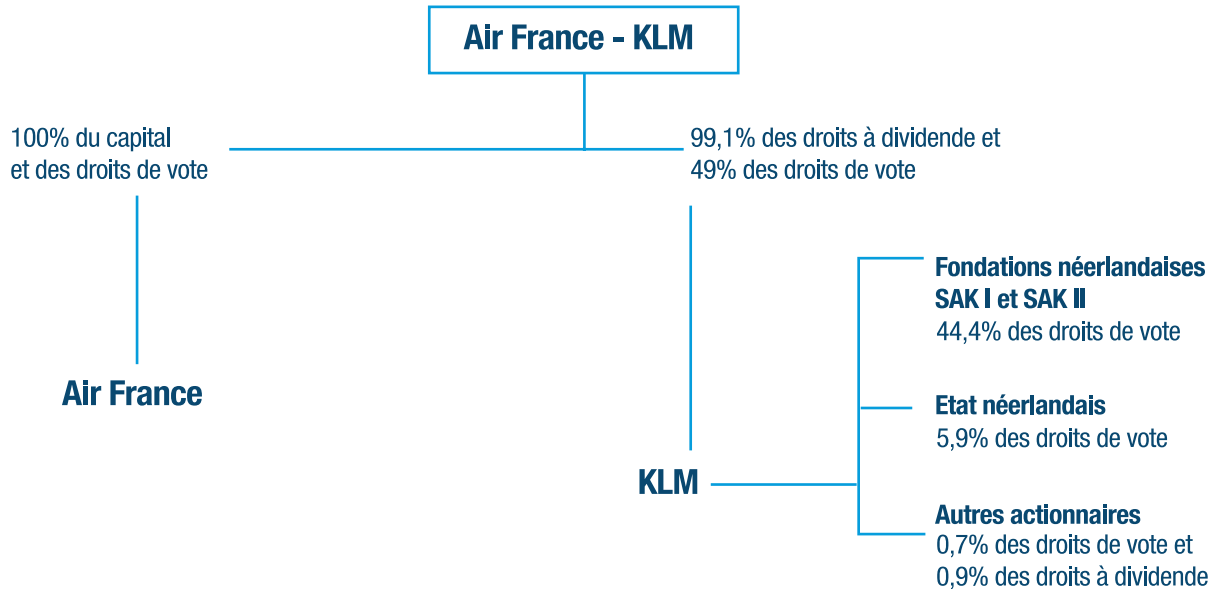 Air France - KLM
100% du capital
et des droits de vote
99,1% des droits à dividende et
49% des droits de vote
Air France
KLM
Fondations néerlandaises
SAK I et SAK II
44,4% des droits de vote
Etat néerlandais
5,9% des droits de vote
Autres actionnaires
0,7% des droits de vote et
0,9% des droits à dividende